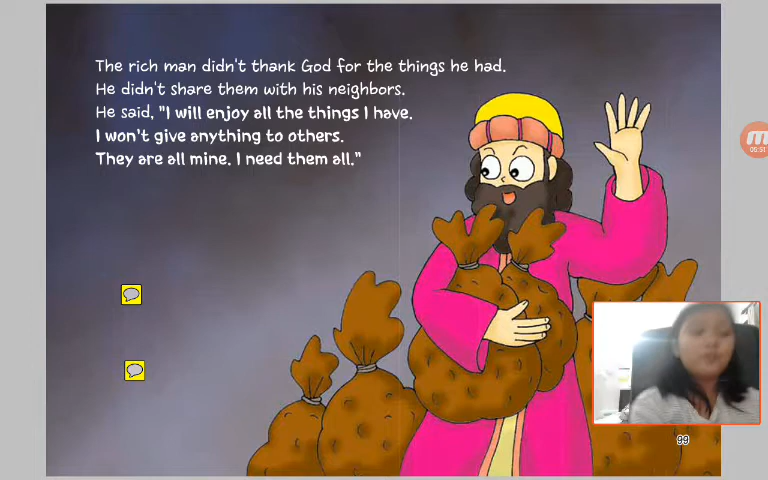 The rich man didn't thank God for the things he had.
He didn't share them with his neighbors.
He said, "I will enjoy all the things I have.
I won't give anything to others.
They are all mine. I need them all."
M
05:51
99